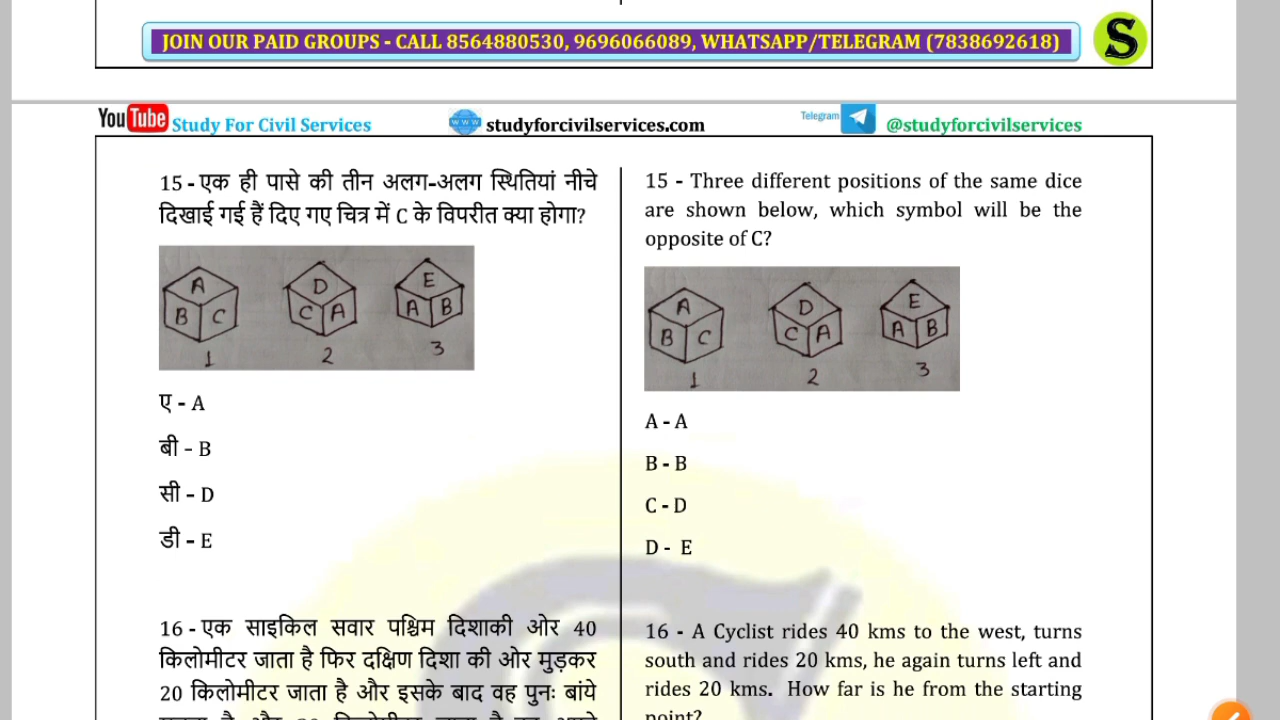 JOIN OUR PAID GROUPS - CALL 8564880530, 9696066089, WHATSAPP/TELEGRAM (7838692618)
S
YouTube Study For Civil Services
www studyforcivilservices.com
Telegram @studyforcivilservices
15 - एक ही पासे की तीन अलग-अलग स्थितियां नीचे
दिखाई गई हैं दिए गए चित्र में C के विपरीत क्या होगा?
A D E
B C C A A B
1 2 3
ए - A
बी - B
सी - D
डी - E
16 - एक साइकिल सवार पश्चिम दिशाकी ओर 40
किलोमीटर जाता है फिर दक्षिण दिशा की ओर मुड़कर
20 किलोमीटर जाता है और इसके बाद वह पुनः बांये
15 - Three different positions of the same dice
are shown below, which symbol will be the
opposite of C?
A D E
B C C A A B
1 2 3
A - A
B - B
C - D
D - E
16 - A Cyclist rides 40 kms to the west, turns
south and rides 20 kms, he again turns left and
rides 20 kms. How far is he from the starting
point?